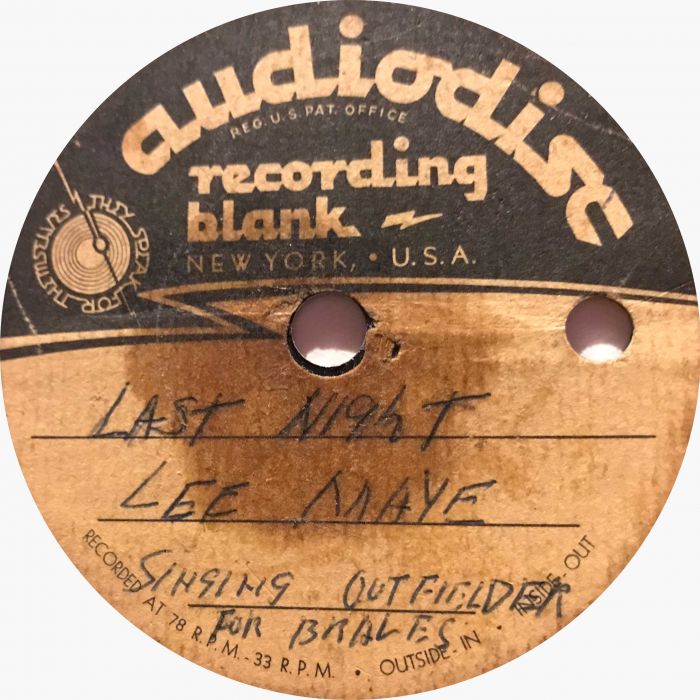 audiodisc
REG. U.S. PAT. OFFICE
recording
blank
NEW YORK, • U.S.A.
THEY SPEAK FOR THEMSELVES
LAST NIGHT
LEE MAYE
SINGING OUTFIELDER
FOR BRALES
RECORDED AT 78 R.P.M. - 33 R.P.M. • OUTSIDE-IN • INSIDE-OUT